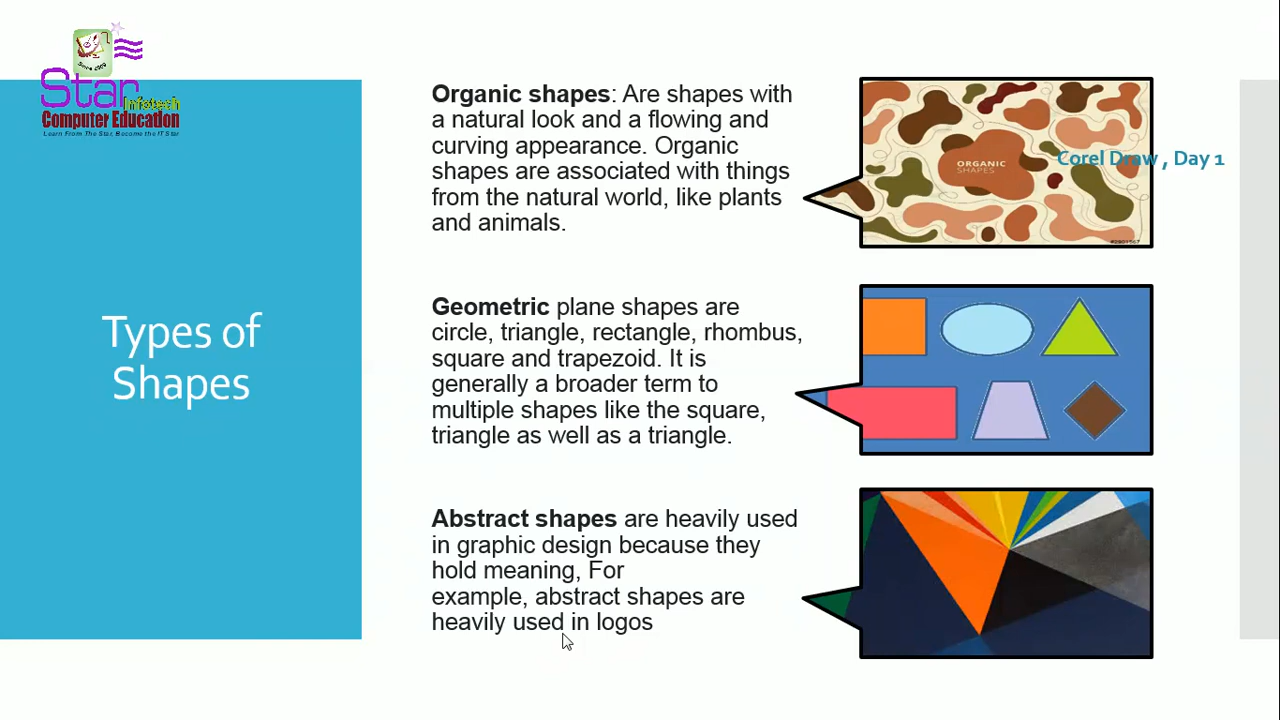 Since 2009
Star Infotech
Computer Education
Learn From The Star, Become the IT Star
Types of
Shapes
Organic shapes: Are shapes with
a natural look and a flowing and
curving appearance. Organic
shapes are associated with things
from the natural world, like plants
and animals.
ORGANIC
SHAPES
Corel Draw , Day 1
Geometric plane shapes are
circle, triangle, rectangle, rhombus,
square and trapezoid. It is
generally a broader term to
multiple shapes like the square,
triangle as well as a triangle.
Abstract shapes are heavily used
in graphic design because they
hold meaning, For
example, abstract shapes are
heavily used in logos